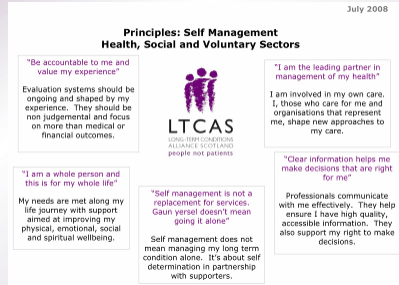 July 2008
Principles: Self Management
Health, Social and Voluntary Sectors
“Be accountable to me and
value my experience”
Evaluation systems should be
ongoing and shaped by my
experience. They should be
non judgemental and focus
on more than medical or
financial outcomes.
LTCAS
LONG-TERM CONDITIONS
ALLIANCE SCOTLAND
people not patients
“I am the leading partner in
management of my health”
I am involved in my own care.
I, those who care for me and
organisations that represent
me, shape new approaches to
my care.
“I am a whole person and
this is for my whole life”
My needs are met along my
life journey with support
aimed at improving my
physical, emotional, social
and spiritual wellbeing.
“Self management is not a
replacement for services.
Gaun yersel doesn’t mean
going it alone”
Self management does not
mean managing my long term
condition alone. It’s about self
determination in partnership
with supporters.
“Clear information helps me
make decisions that are right
for me”
Professionals communicate
with me effectively. They help
ensure I have high quality,
accessible information. They
also support my right to make
decisions.